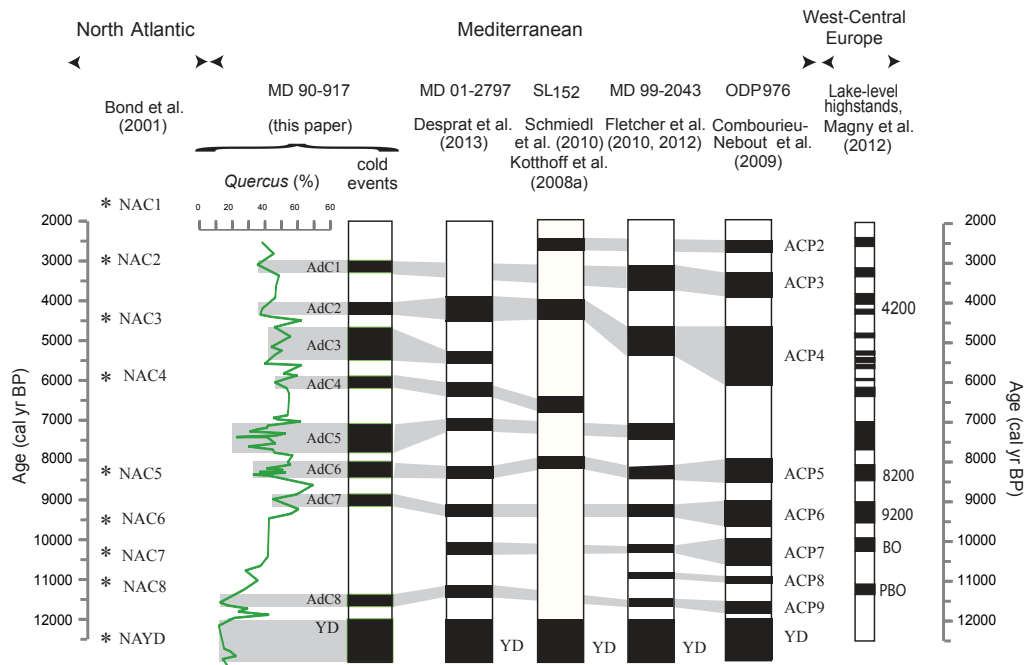 North Atlantic
Mediterranean
West-Central
Europe
Bond et al.
(2001)
MD 90-917
(this paper)
MD 01-2797
Desprat et al.
(2013)
SL152
Schmiedl
et al. (2010)
Kotthoff et al.
(2008a)
MD 99-2043
Fletcher et al.
(2010, 2012)
ODP976
Combourieu-
Nebout et al.
2009)
Lake-level
highstands,
Magny et al.
(2012)
Quercus (%)
cold
events
0 20 40 60 80
Age (cal yr BP)
2000
3000
4000
5000
6000
7000
8000
9000
10000
11000
12000
* NAC1
* NAC2
* NAC3
* NAC4
* NAC5
* NAC6
* NAC7
* NAC8
* NAYD
AdC1
AdC2
AdC3
AdC4
AdC5
AdC6
AdC7
AdC8
YD
YD
YD
YD
YD
ACP2
ACP3
ACP4
ACP5
ACP6
ACP7
ACP8
ACP9
4200
8200
9200
BO
PBO
2000
3000
4000
5000
6000
7000
8000
9000
10000
11000
12000
Age (cal yr BP)